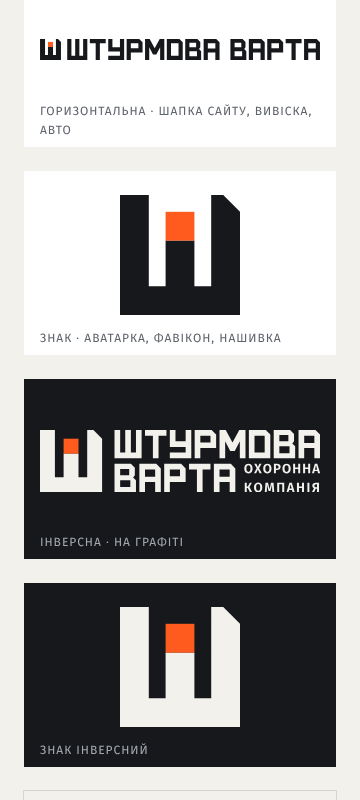 ШТУРМОВА ВАРТА
ГОРИЗОНТАЛЬНА · ШАПКА САЙТУ, ВИВІСКА,
АВТО
ЗНАК · АВАТАРКА, ФАВІКОН, НАШИВКА
ШТУРМОВА
ВАРТА ОХОРОННА
КОМПАНІЯ
ІНВЕРСНА · НА ГРАФІТІ
ЗНАК ІНВЕРСНИЙ